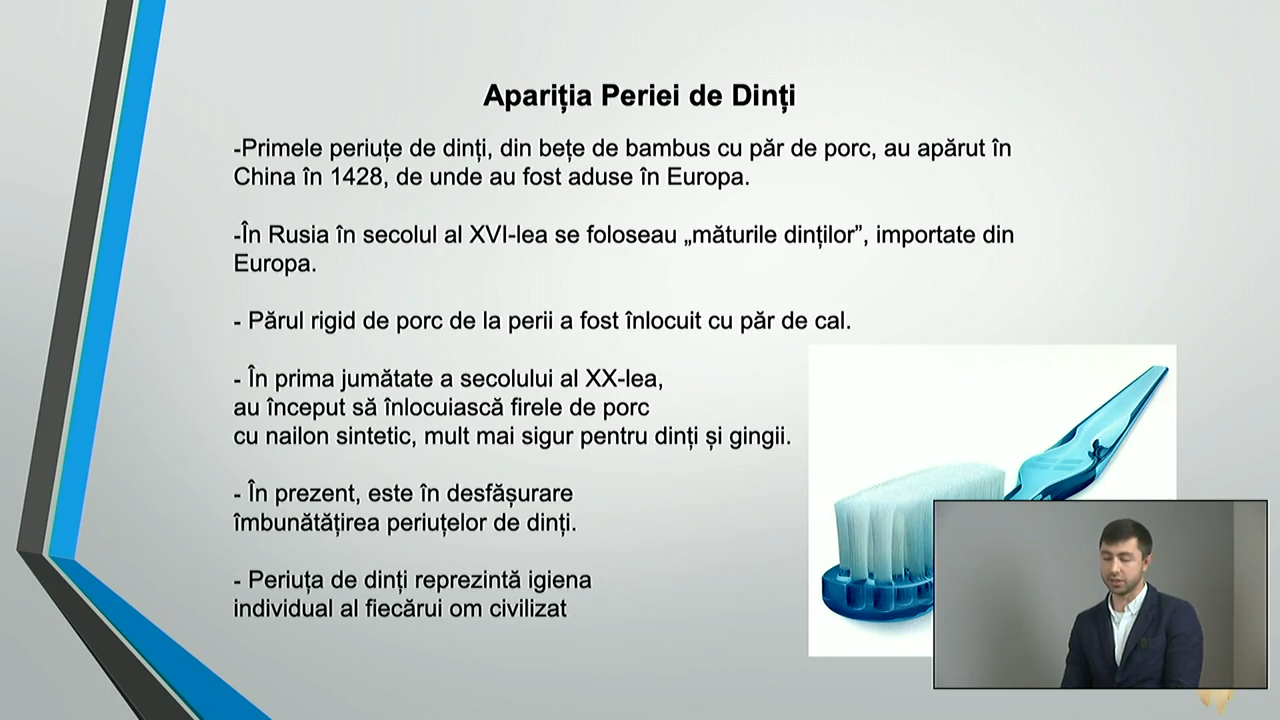 Apariția Periei de Dinți
-Primele periuțe de dinți, din bețe de bambus cu păr de porc, au apărut în
China în 1428, de unde au fost aduse în Europa.
-În Rusia în secolul al XVI-lea se foloseau „măturile dinților”, importate din
Europa.
- Părul rigid de porc de la perii a fost înlocuit cu păr de cal.
- În prima jumătate a secolului al XX-lea,
au început să înlocuiască firele de porc
cu nailon sintetic, mult mai sigur pentru dinți și gingii.
- În prezent, este în desfășurare
îmbunătățirea periuțelor de dinți.
- Periuța de dinți reprezintă igiena
individual al fiecărui om civilizat